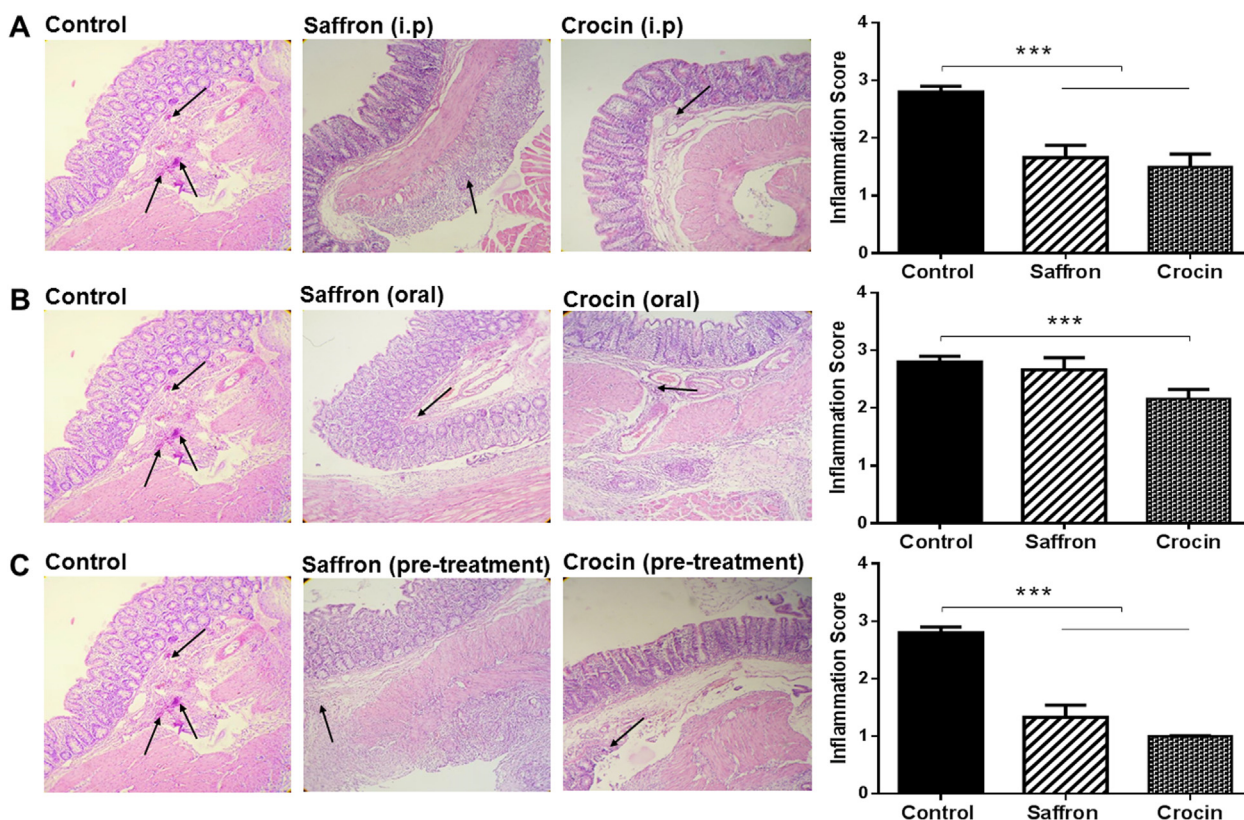 A
Control
Saffron (i.p)
Crocin (i.p)
Inflammation Score
4
3
2
1
0
***
Control
Saffron
Crocin
B
Control
Saffron (oral)
Crocin (oral)
Inflammation Score
4
3
2
1
0
***
Control
Saffron
Crocin
C
Control
Saffron (pre-treatment)
Crocin (pre-treatment)
Inflammation Score
4
3
2
1
0
***
Control
Saffron
Crocin